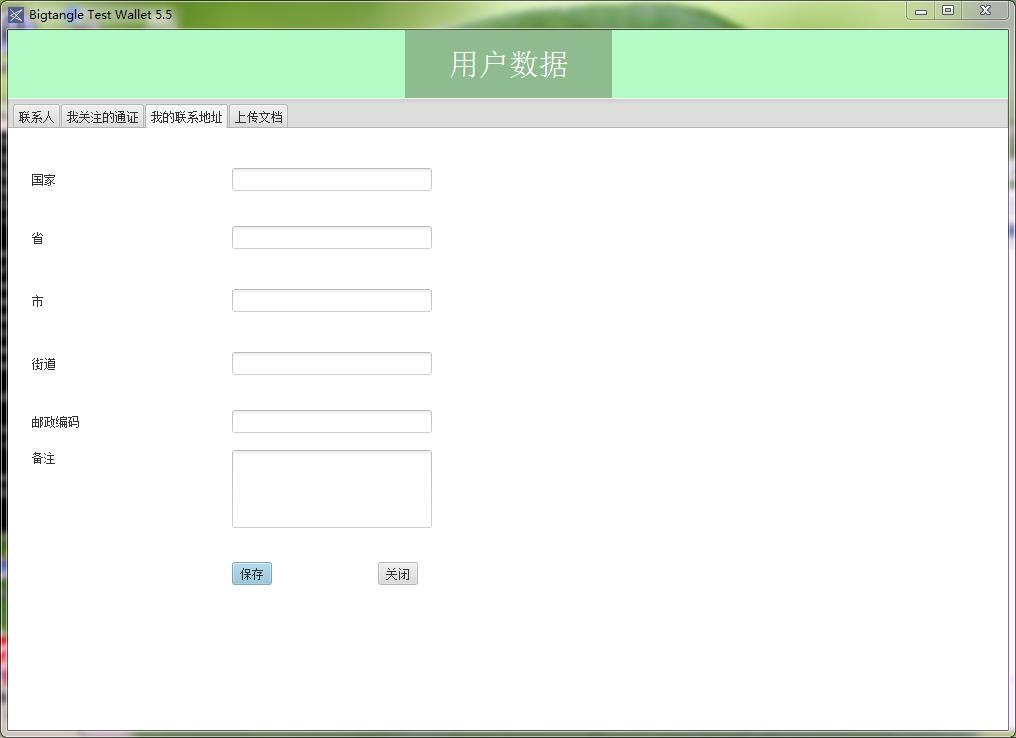 Bigtangle Test Wallet 5.5
用户数据
联系人 我关注的通证 我的联系地址 上传文档
国家
省
市
街道
邮政编码
备注
保存 关闭